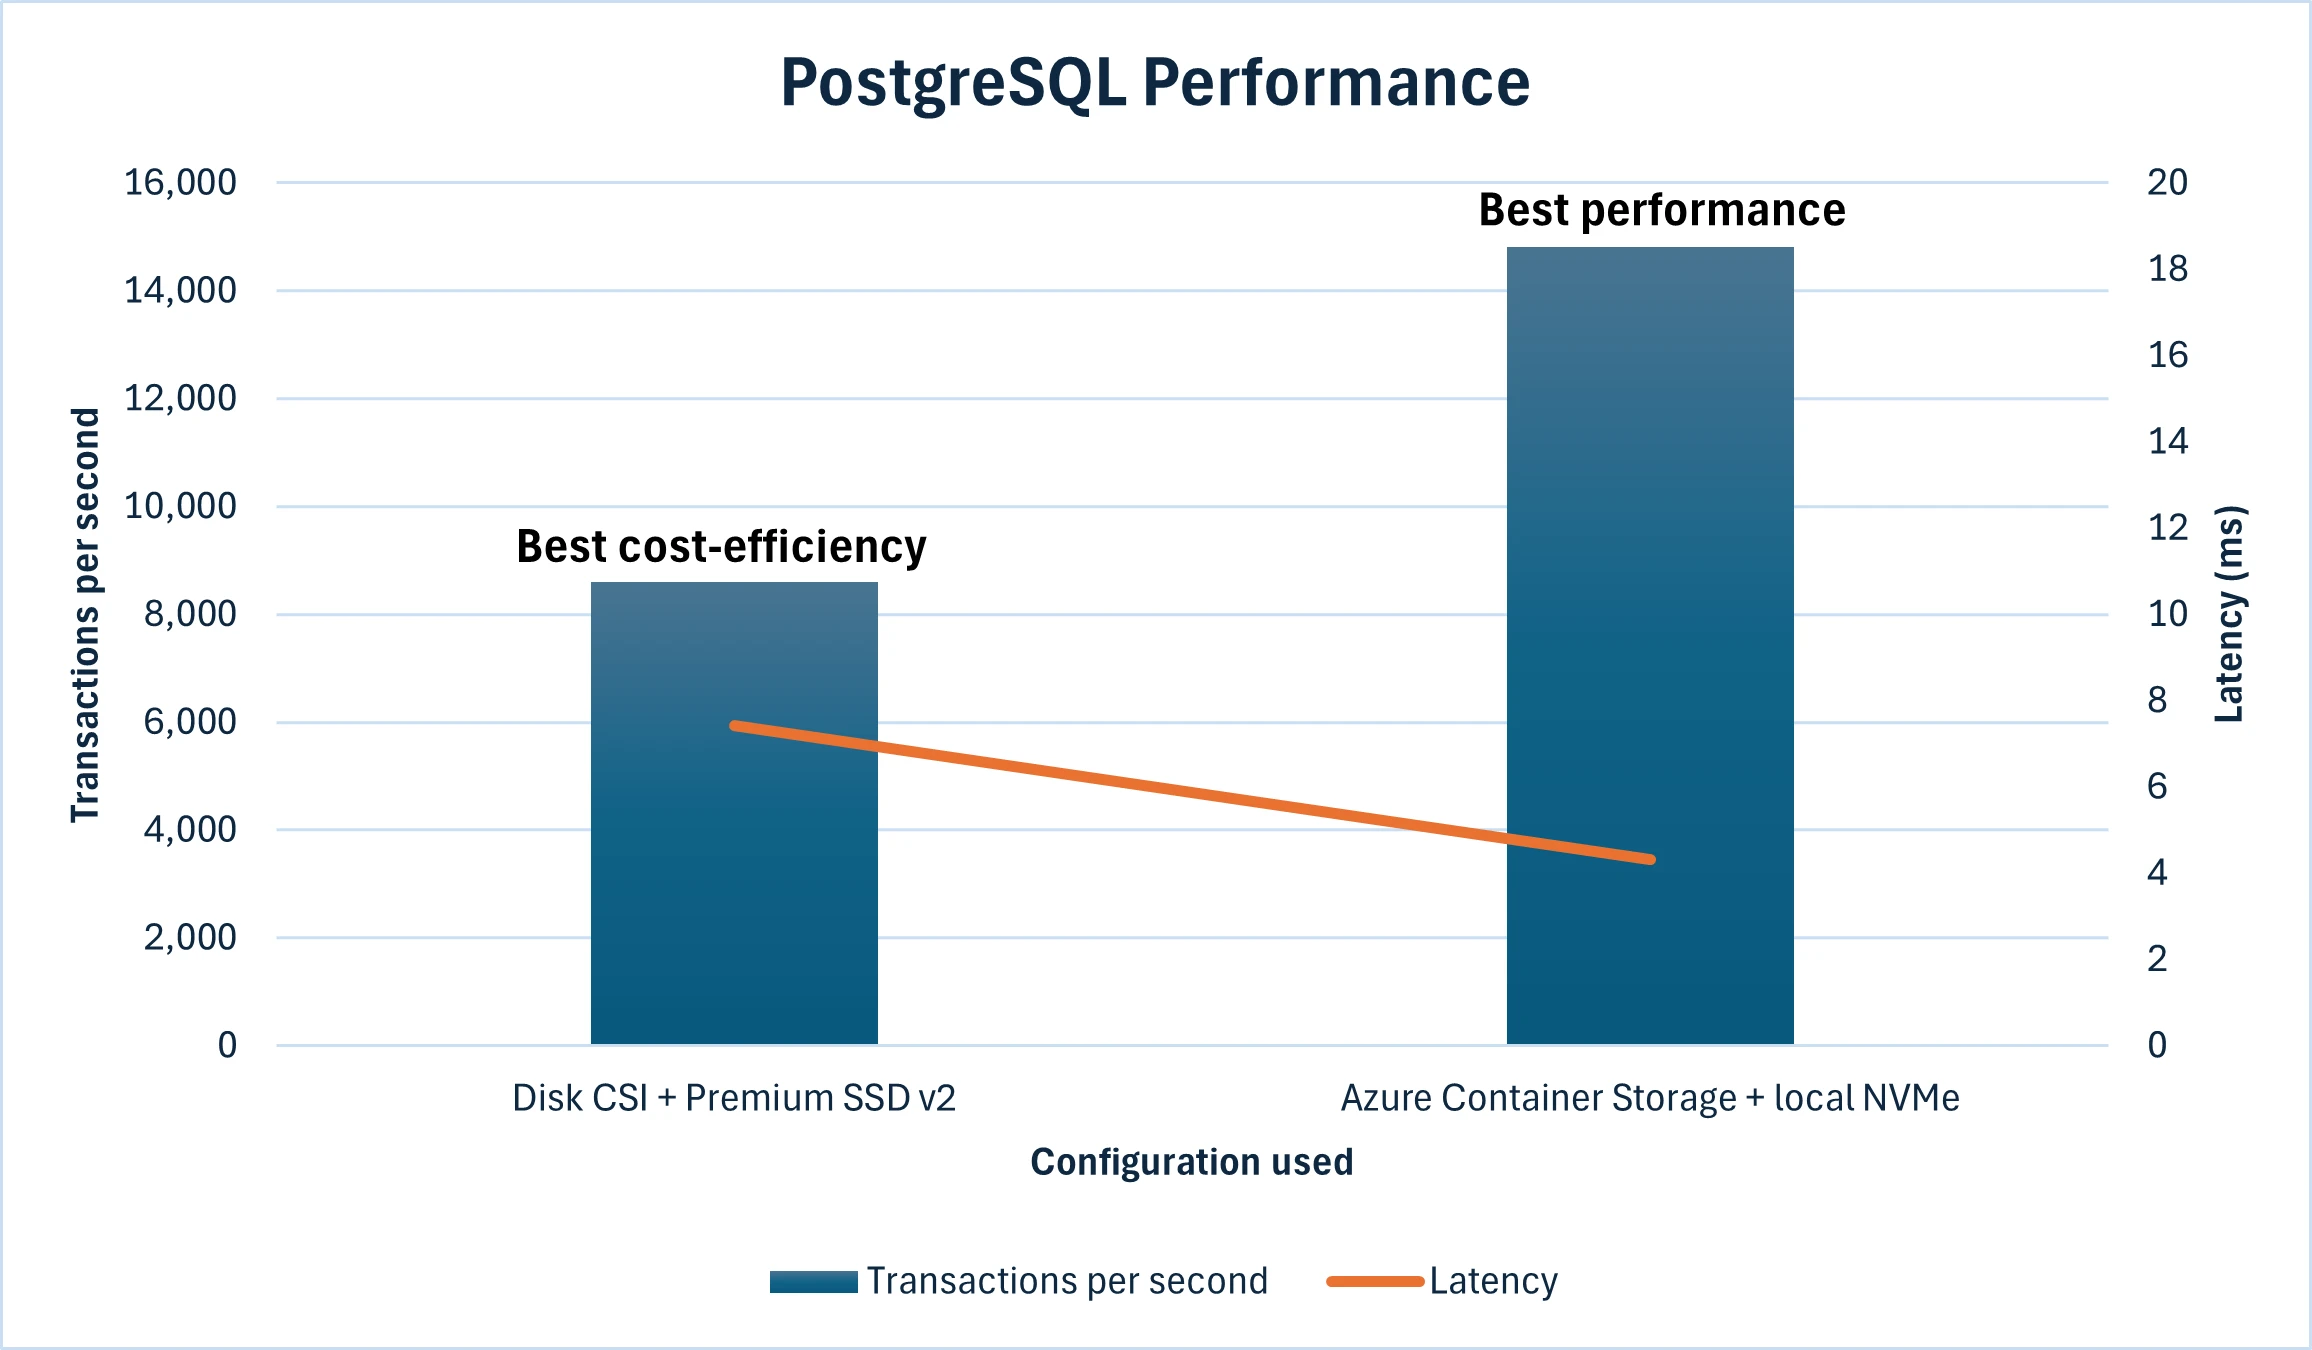 PostgreSQL Performance
16,000
14,000
12,000
10,000
8,000
6,000
4,000
2,000
0
Transactions per second
Best cost-efficiency
Best performance
20
18
16
14
12
10
8
6
4
2
0
Latency (ms)
Disk CSI + Premium SSD v2
Azure Container Storage + local NVMe
Configuration used
Transactions per second
Latency